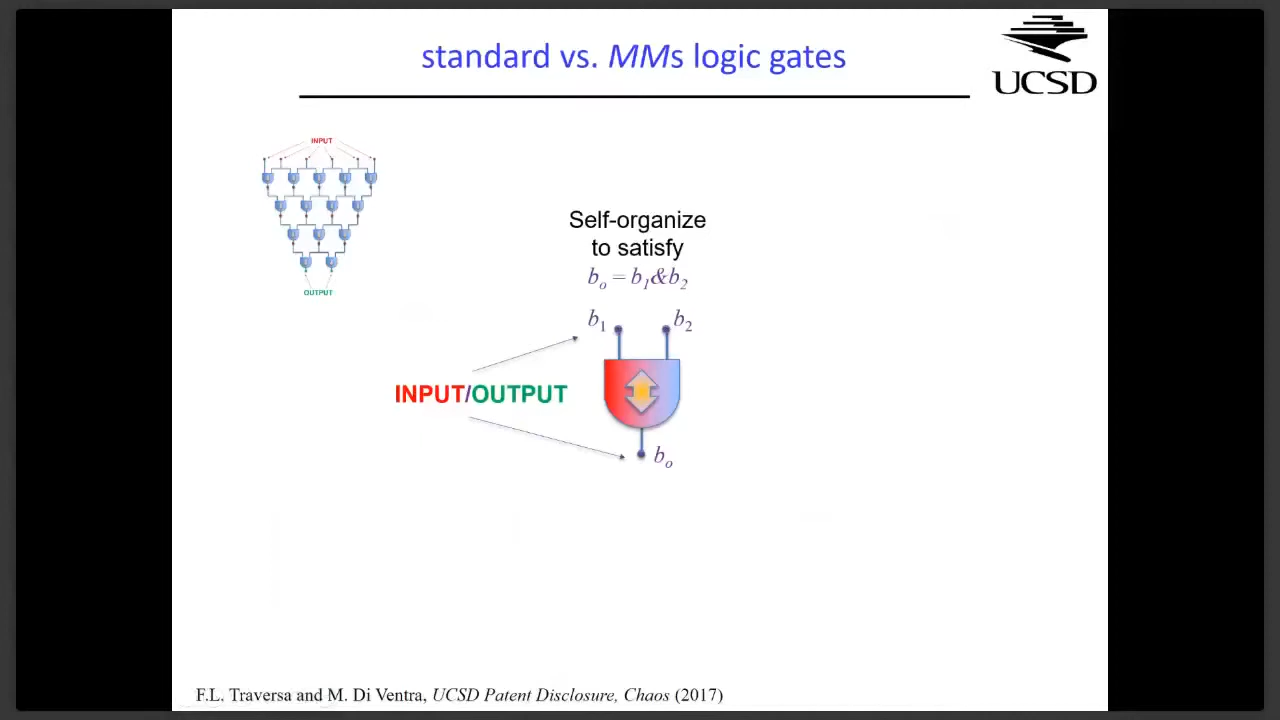 standard vs. MMs logic gates
UCSD
INPUT
OUTPUT
Self-organize
to satisfy
bo = b1&b2
b1
b2
INPUT/OUTPUT
bo
F.L. Traversa and M. Di Ventra, UCSD Patent Disclosure, Chaos (2017)